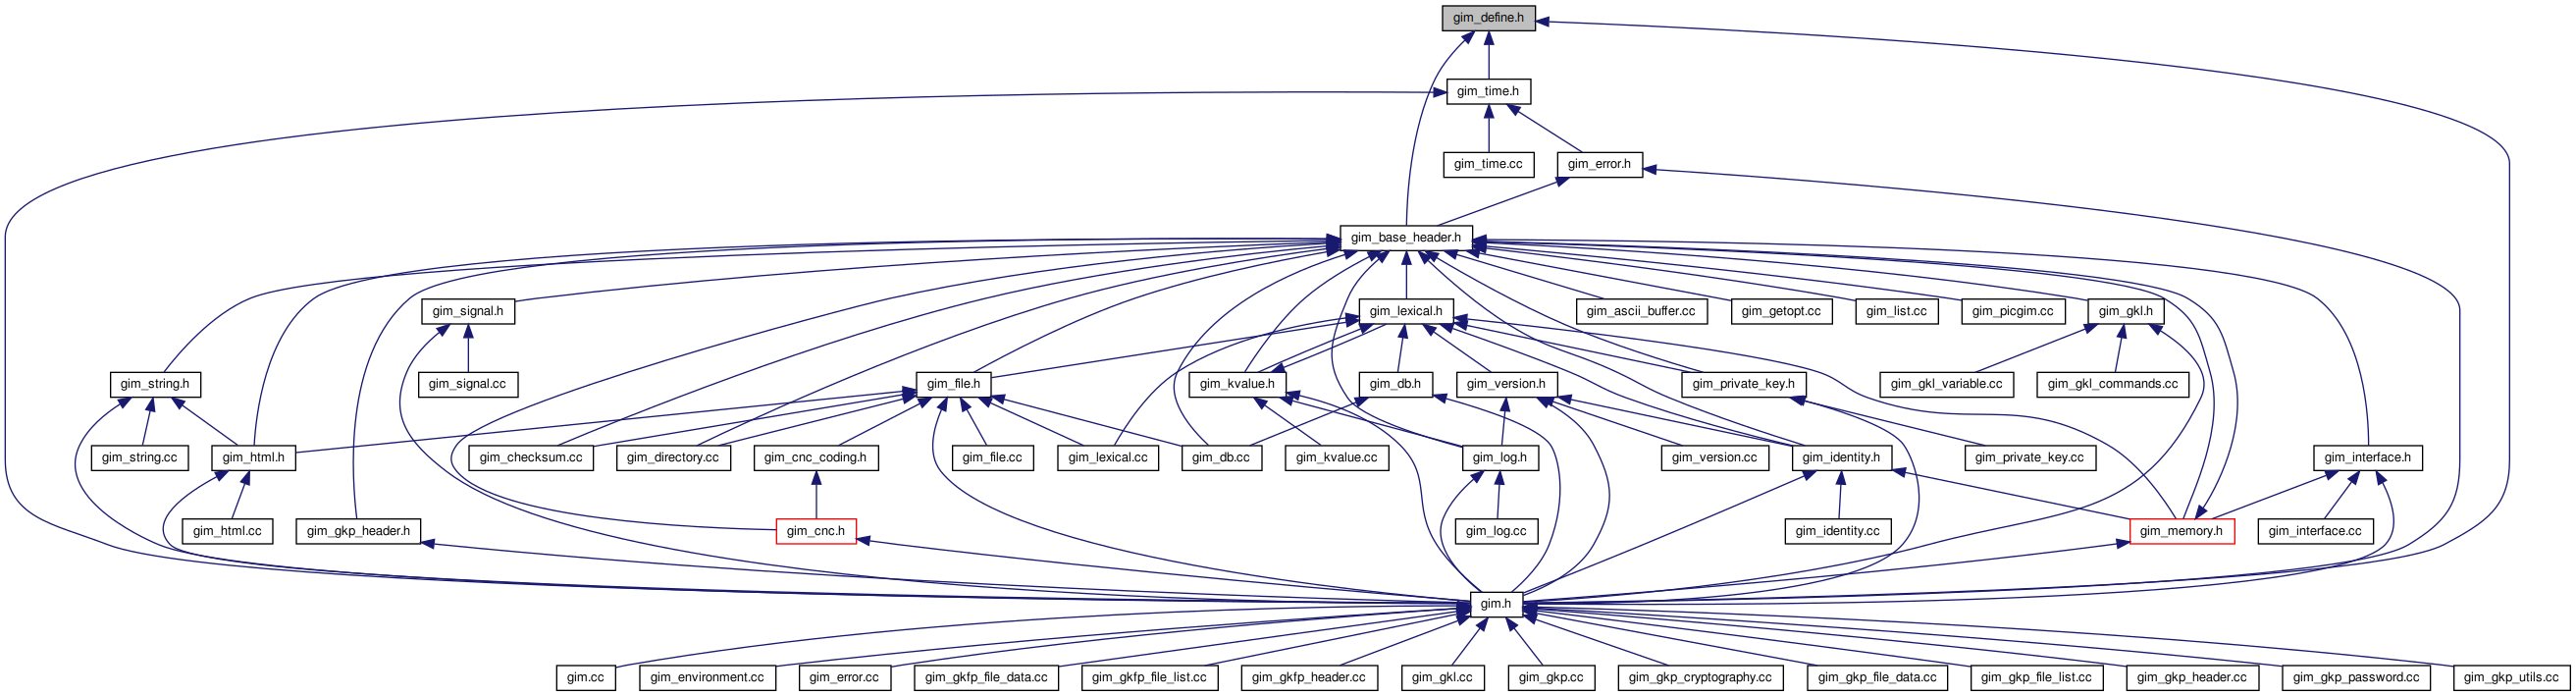 gim_define.h
gim_time.h
gim_time.cc
gim_error.h
gim_base_header.h
gim_signal.h
gim_lexical.h
gim_ascii_buffer.cc
gim_getopt.cc
gim_list.cc
gim_picgim.cc
gim_gkl.h
gim_string.h
gim_signal.cc
gim_file.h
gim_kvalue.h
gim_db.h
gim_version.h
gim_private_key.h
gim_gkl_variable.cc
gim_gkl_commands.cc
gim_string.cc
gim_html.h
gim_checksum.cc
gim_directory.cc
gim_cnc_coding.h
gim_file.cc
gim_lexical.cc
gim_db.cc
gim_kvalue.cc
gim_log.h
gim_version.cc
gim_identity.h
gim_private_key.cc
gim_interface.h
gim_html.cc
gim_gkp_header.h
gim_cnc.h
gim_log.cc
gim_identity.cc
gim_memory.h
gim_interface.cc
gim.h
gim.cc
gim_environment.cc
gim_error.cc
gim_gkfp_file_data.cc
gim_gkfp_file_list.cc
gim_gkfp_header.cc
gim_gkl.cc
gim_gkp.cc
gim_gkp_cryptography.cc
gim_gkp_file_data.cc
gim_gkp_file_list.cc
gim_gkp_header.cc
gim_gkp_password.cc
gim_gkp_utils.cc